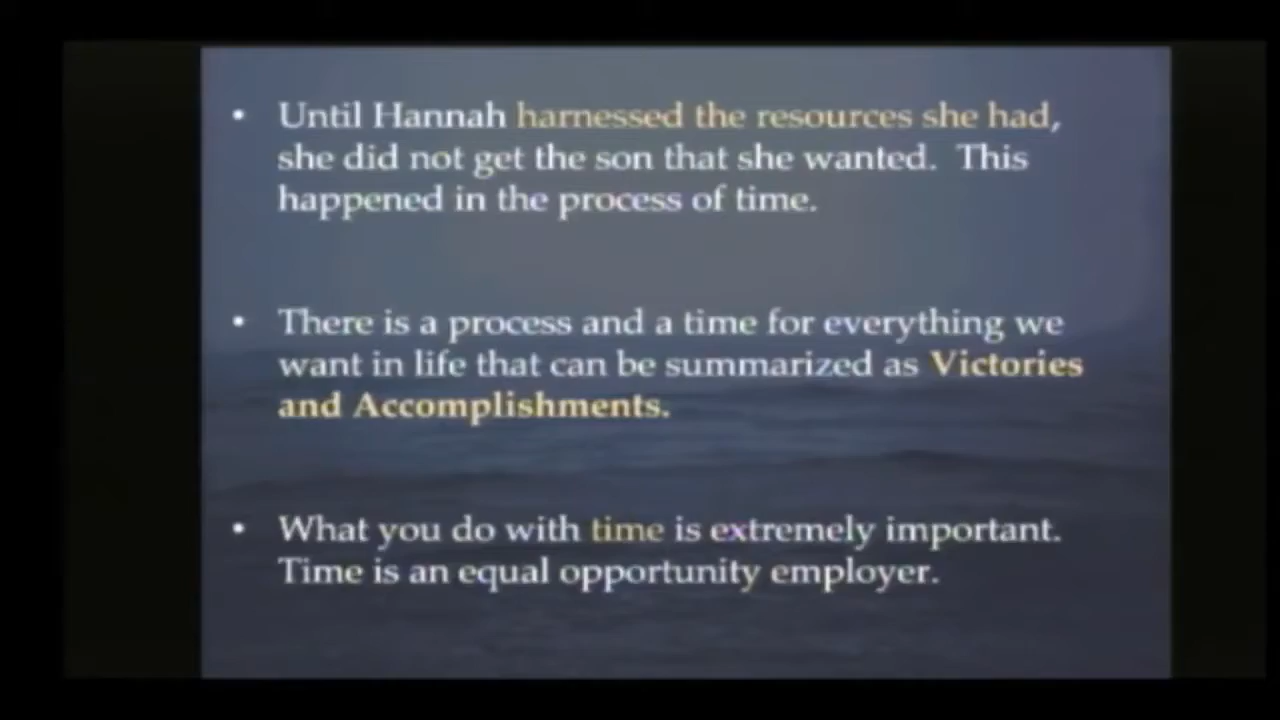 • Until Hannah harnessed the resources she had,
she did not get the son that she wanted.  This
happened in the process of time.
• There is a process and a time for everything we
want in life that can be summarized as Victories
and Accomplishments.
• What you do with time is extremely important.
Time is an equal opportunity employer.